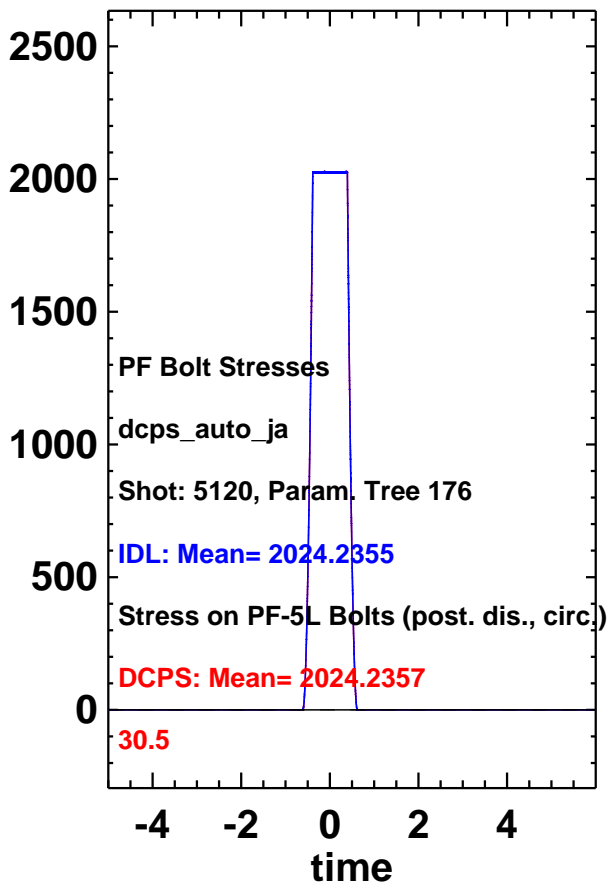 2500
2000
1500
PF Bolt Stresses
dcps_auto_ja
1000
Shot: 5120, Param. Tree 176
IDL: Mean= 2024.2355
500
Stress on PF-5L Bolts (post. dis., circ.)
DCPS: Mean= 2024.2357
0
30.5
-4 -2 0 2 4
time